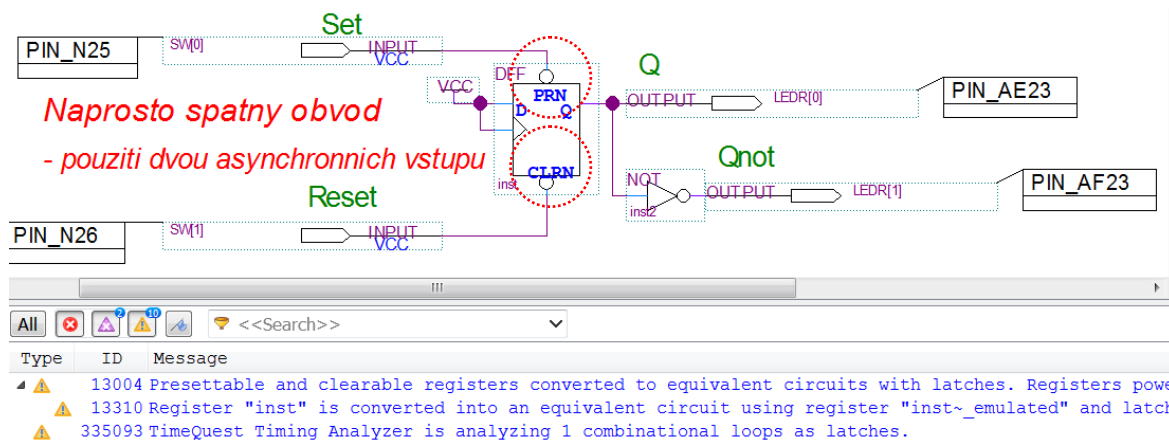 Set
PIN_N25
SW[0]
INPUT
VCC
DFF
VCC
PRN
D
Q
Q
OUTPUT
LEDR[0]
PIN_AE23
Naprosto spatny obvod
- pouziti dvou asynchronnich vstupu
CLRN
inst
Qnot
NOT
OUTPUT
LEDR[1]
PIN_AF23
inst2
Reset
PIN_N26
SW[1]
INPUT
VCC
All
2
10
<<Search>>
Type ID Message
13004 Presettable and clearable registers converted to equivalent circuits with latches. Registers powe
13310 Register "inst" is converted into an equivalent circuit using register "inst~_emulated" and latch
335093 TimeQuest Timing Analyzer is analyzing 1 combinational loops as latches.